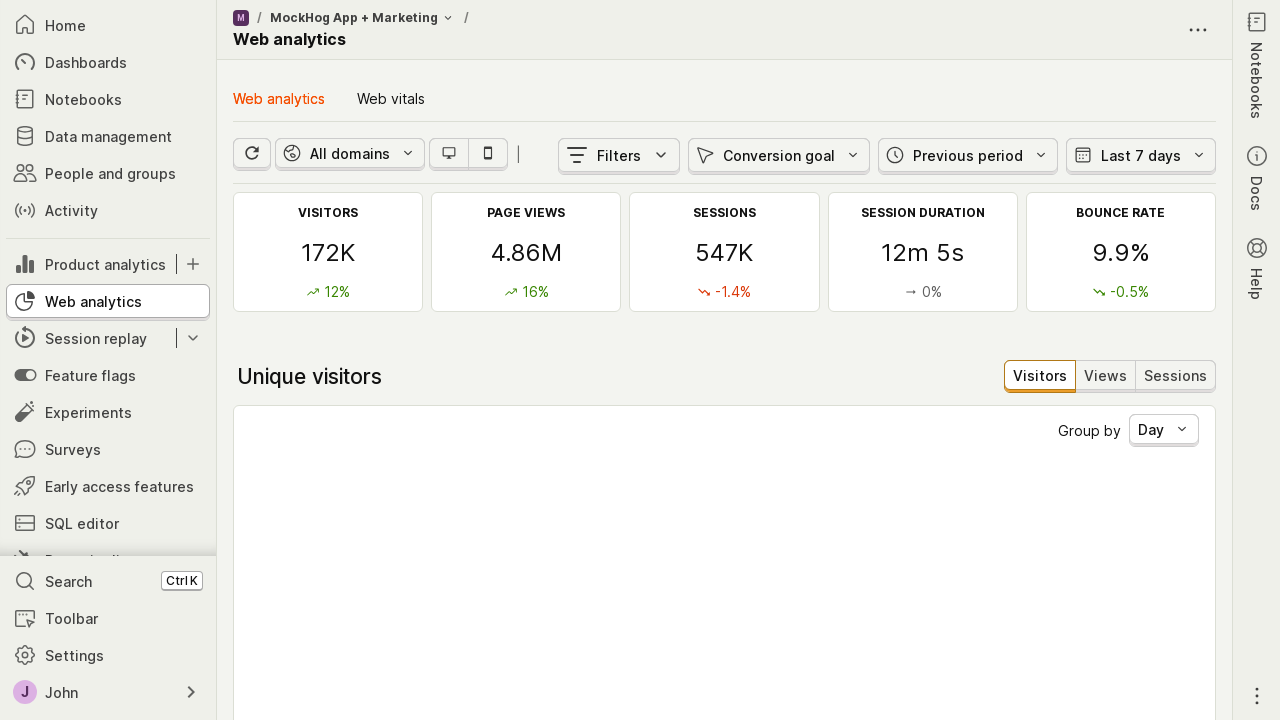 Home
Dashboards
Notebooks
Data management
People and groups
Activity
Product analytics
Web analytics
Session replay
Feature flags
Experiments
Surveys
Early access features
SQL editor
Search Ctrl K
Toolbar
Settings
J John
M / MockHog App + Marketing /
Web analytics
Web analytics Web vitals
All domains Filters Conversion goal Previous period Last 7 days
VISITORS PAGE VIEWS SESSIONS SESSION DURATION BOUNCE RATE
172K 4.86M 547K 12m 5s 9.9%
12% 16% -1.4% 0% -0.5%
Unique visitors Visitors Views Sessions
Group by Day
Notebooks
Docs
Help